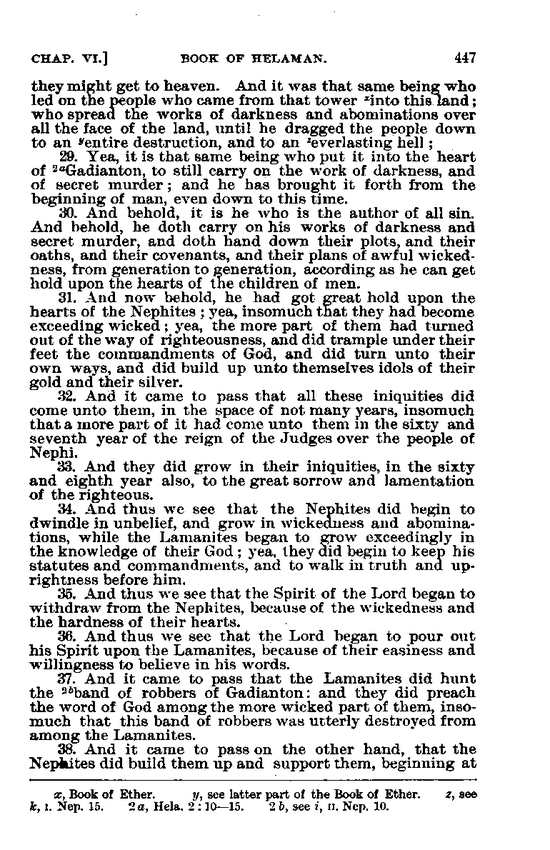 CHAP. VI.] BOOK OF HELAMAN. 447
they might get to heaven. And it was that same being who
led on the people who came from that tower ˣinto this land;
who spread the works of darkness and abominations over
all the face of the land, until he dragged the people down
to an ʸentire destruction, and to an ᶻeverlasting hell;
29. Yea, it is that same being who put it into the heart
of ²ᵃGadianton, to still carry on the work of darkness, and
of secret murder; and he has brought it forth from the
beginning of man, even down to this time.
30. And behold, it is he who is the author of all sin.
And behold, he doth carry on his works of darkness and
secret murder, and doth hand down their plots, and their
oaths, and their covenants, and their plans of awful wicked-
ness, from generation to generation, according as he can get
hold upon the hearts of the children of men.
31. And now behold, he had got great hold upon the
hearts of the Nephites; yea, insomuch that they had become
exceeding wicked; yea, the more part of them had turned
out of the way of righteousness, and did trample under their
feet the commandments of God, and did turn unto their
own ways, and did build up unto themselves idols of their
gold and their silver.
32. And it came to pass that all these iniquities did
come unto them, in the space of not many years, insomuch
that a more part of it had come unto them in the sixty and
seventh year of the reign of the Judges over the people of
Nephi.
33. And they did grow in their iniquities, in the sixty
and eighth year also, to the great sorrow and lamentation
of the righteous.
34. And thus we see that the Nephites did begin to
dwindle in unbelief, and grow in wickedness and abomina-
tions, while the Lamanites began to grow exceedingly in
the knowledge of their God; yea, they did begin to keep his
statutes and commandments, and to walk in truth and up-
rightness before him.
35. And thus we see that the Spirit of the Lord began to
withdraw from the Nephites, because of the wickedness and
the hardness of their hearts.
36. And thus we see that the Lord began to pour out
his Spirit upon the Lamanites, because of their easiness and
willingness to believe in his words.
37. And it came to pass that the Lamanites did hunt
the ²ᵇband of robbers of Gadianton: and they did preach
the word of God among the more wicked part of them, inso-
much that this band of robbers was utterly destroyed from
among the Lamanites.
38. And it came to pass on the other hand, that the
Nephites did build them up and support them, beginning at
x, Book of Ether. y, see latter part of the Book of Ether. z, see
k, I. Nep. 15. 2 a, Hela. 2:10—15. 2 b, see i, II. Nep. 10.